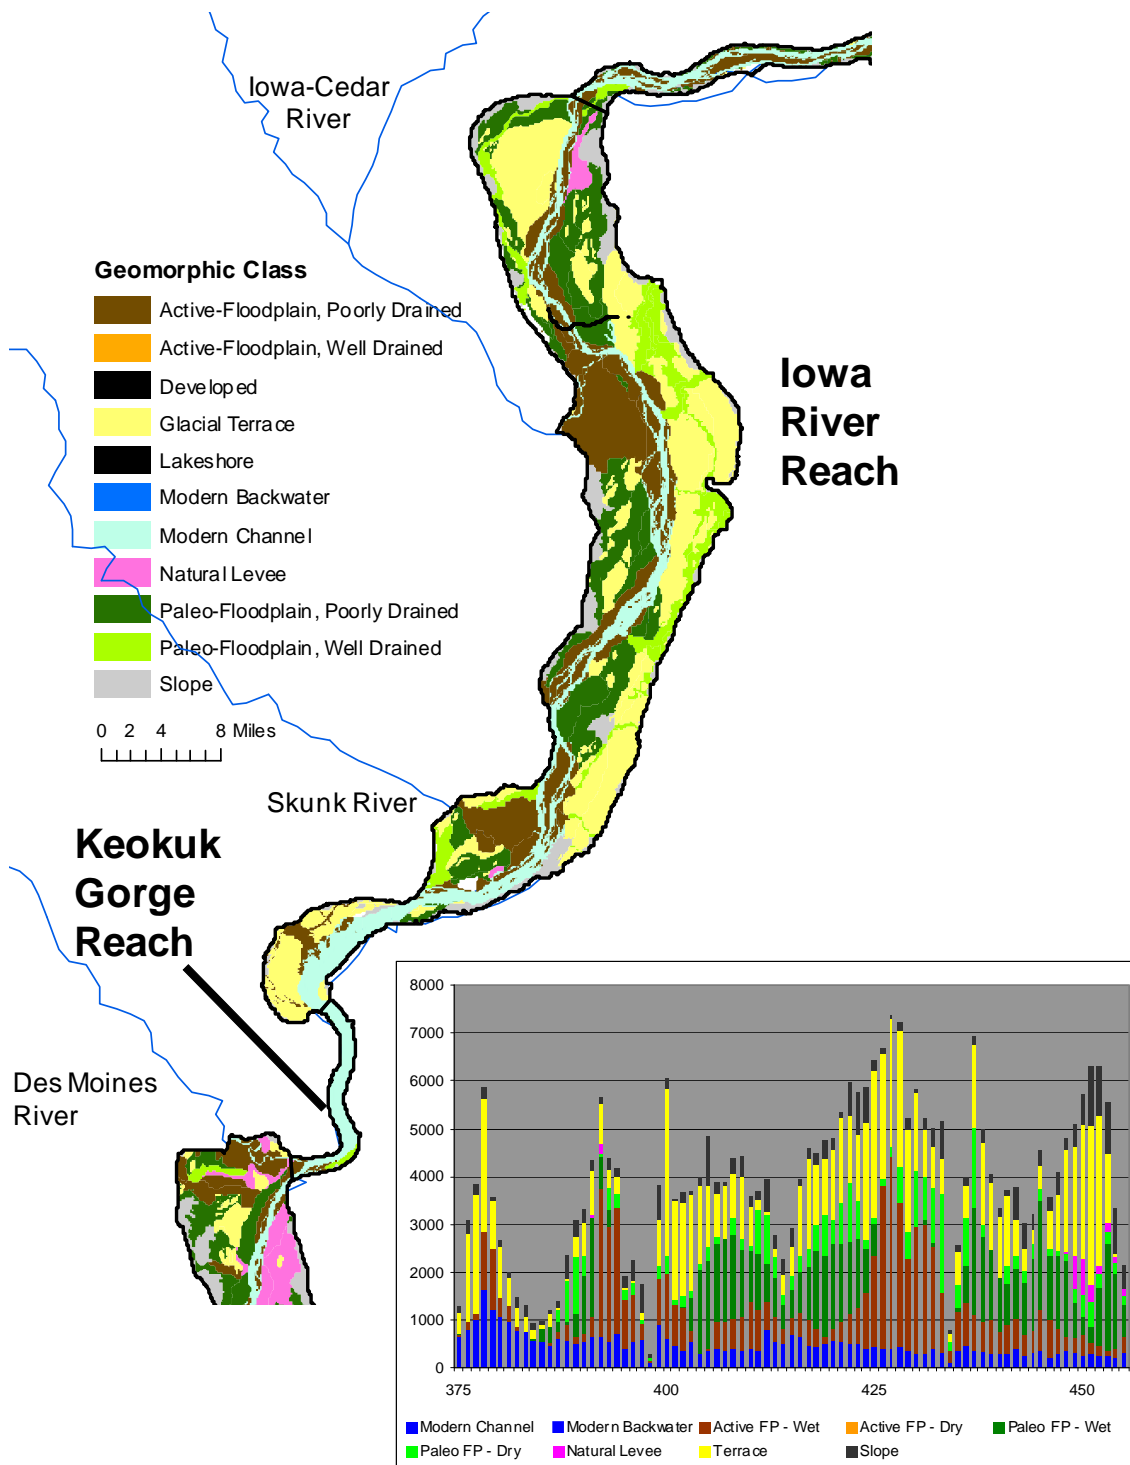 Iowa-Cedar
River
Geomorphic Class
Active-Floodplain, Poorly Drained
Active-Floodplain, Well Drained
Developed
Glacial Terrace
Lakeshore
Modern Backwater
Modern Channel
Natural Levee
Paleo-Floodplain, Poorly Drained
Paleo-Floodplain, Well Drained
Slope
0 2 4 8 Miles
Iowa
River
Reach
Skunk River
Keokuk
Gorge
Reach
Des Moines
River
8000
7000
6000
5000
4000
3000
2000
1000
0
375 400 425 450
Modern Channel Modern Backwater Active FP - Wet Active FP - Dry Paleo FP - Wet
Paleo FP - Dry Natural Levee Terrace Slope